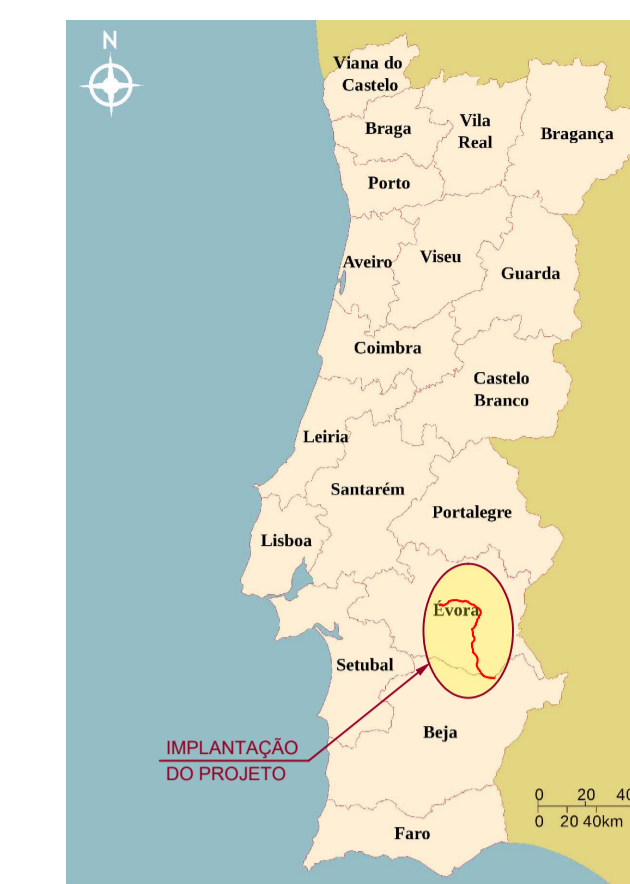 N
Viana do
Castelo
Braga
Vila
Real
Bragança
Porto
Aveiro
Viseu
Guarda
Coimbra
Castelo
Branco
Leiria
Santarém
Portalegre
Lisboa
Évora
Setubal
Beja
IMPLANTAÇÃO
DO PROJETO
0 20 40
0 20 40km
Faro